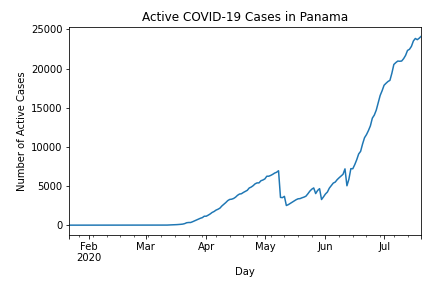 Active COVID-19 Cases in Panama
Number of Active Cases
25000
20000
15000
10000
5000
0
Feb
2020
Mar
Apr
May
Jun
Jul
Day